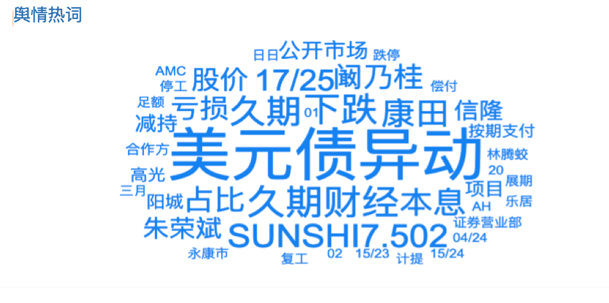 舆情热词
日日 公开市场 跌停
AMC 股价 17/25 阚乃桂
停工 偿付
足额 亏损 久期 01 下跌 康田 信隆
减持 按期支付
美元债异动
合作方 林腾蛟
高光 20
三月 项目 展期
阳城 占比 久期财经 本息 AH 乐居
朱荣斌 证券营业部
SUNSHI7.502 04/24
永康市 复工 02 15/23 计提 15/24